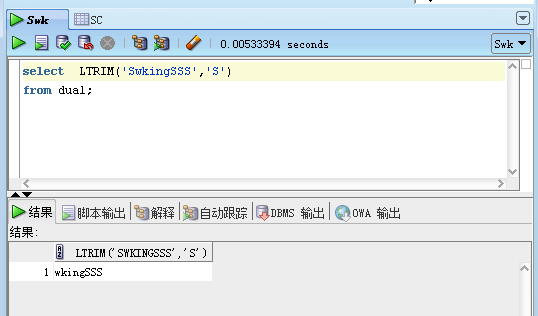 Swk
SC
0.00533394 seconds
Swk
select  LTRIM('SwkingSSS','S')
from dual;
结果
脚本输出
解释
自动跟踪
DBMS 输出
OWA 输出
结果:
LTRIM('SWKINGSSS','S')
1 wkingSSS